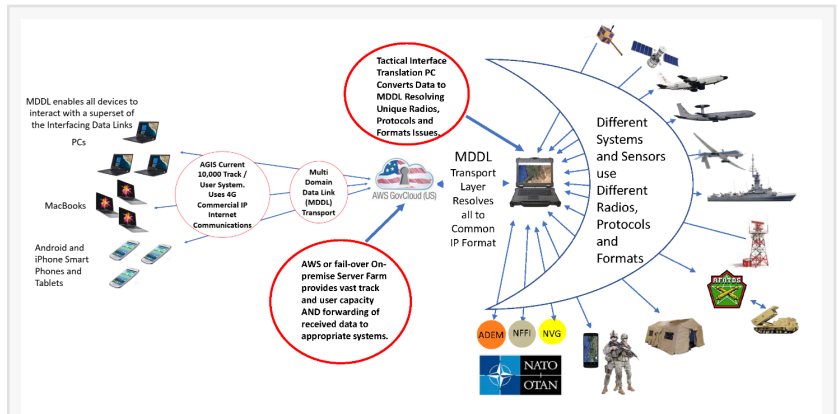 MDDL enables all devices to
interact with a superset of
the Interfacing Data Links
PCs
MacBooks
Android and
iPhone Smart
Phones and
Tablets
AGIS Current
10,000 Track /
User System.
Uses 4G
Commercial IP
Internet
Communications
Multi
Domain
Data Link
(MDDL)
Transport
AWS GovCloud (US)
Tactical Interface
Translation PC
Converts Data to
MDDL Resolving
Unique Radios,
Protocols and
Formats Issues.
AWS or fail-over On-
premise Server Farm
provides vast track
and user capacity
AND forwarding of
received data to
appropriate systems.
MDDL
Transport
Layer
Resolves
all to
Common
IP Format
Different
Systems
and Sensors
use
Different
Radios,
Protocols
and
Formats
AFATDS
ADEM
NFFI
NVG
NATO
OTAN